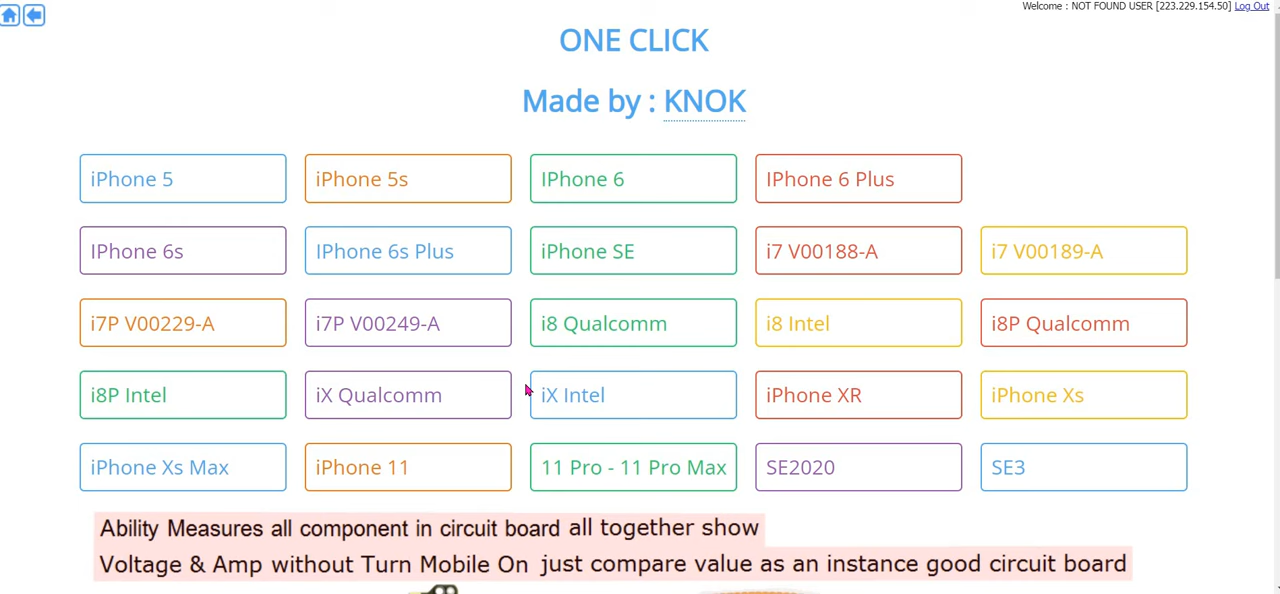 Welcome : NOT FOUND USER [223.229.154.50] Log Out
ONE CLICK
Made by : KNOK
iPhone 5 iPhone 5s IPhone 6 IPhone 6 Plus
IPhone 6s IPhone 6s Plus iPhone SE i7 V00188-A i7 V00189-A
i7P V00229-A i7P V00249-A i8 Qualcomm i8 Intel i8P Qualcomm
i8P Intel iX Qualcomm iX Intel iPhone XR iPhone Xs
iPhone Xs Max iPhone 11 11 Pro - 11 Pro Max SE2020 SE3
Ability Measures all component in circuit board all together show
Voltage & Amp without Turn Mobile On just compare value as an instance good circuit board